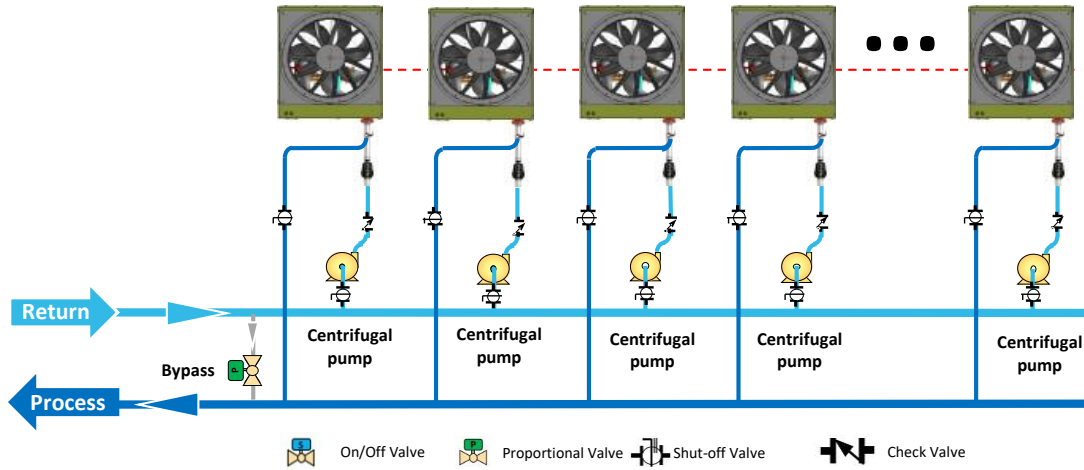 Return
Centrifugal
pump
Centrifugal
pump
Centrifugal
pump
Centrifugal
pump
Centrifugal
pump
Bypass
P
Process
S
On/Off Valve
P
Proportional Valve
Shut-off Valve
Check Valve